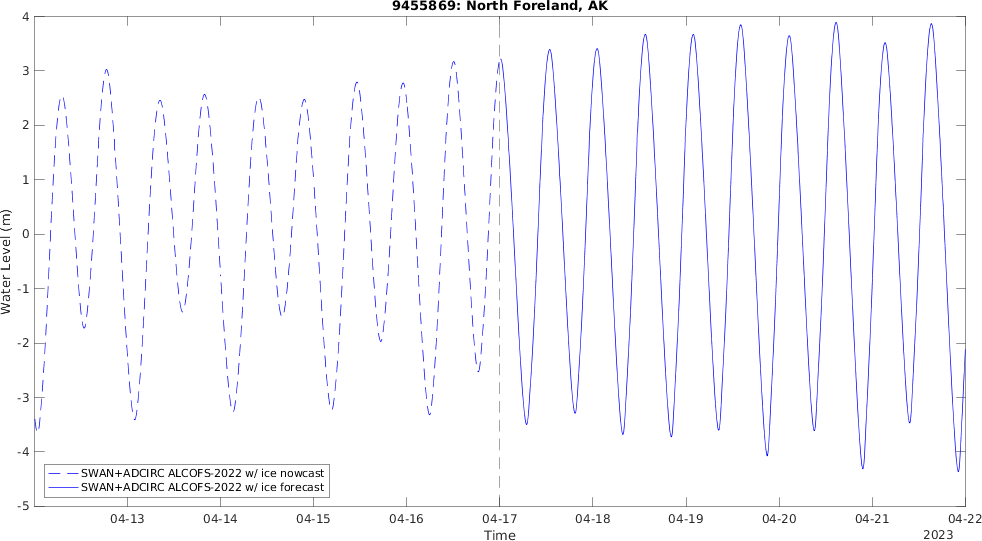 9455869: North Foreland, AK
4
3
2
1
0
-1
-2
-3
-4
-5
Water Level (m)
SWAN+ADCIRC ALCOFS-2022 w/ ice nowcast
SWAN+ADCIRC ALCOFS-2022 w/ ice forecast
04-13 04-14 04-15 04-16 04-17 04-18 04-19 04-20 04-21 04-22
Time
2023